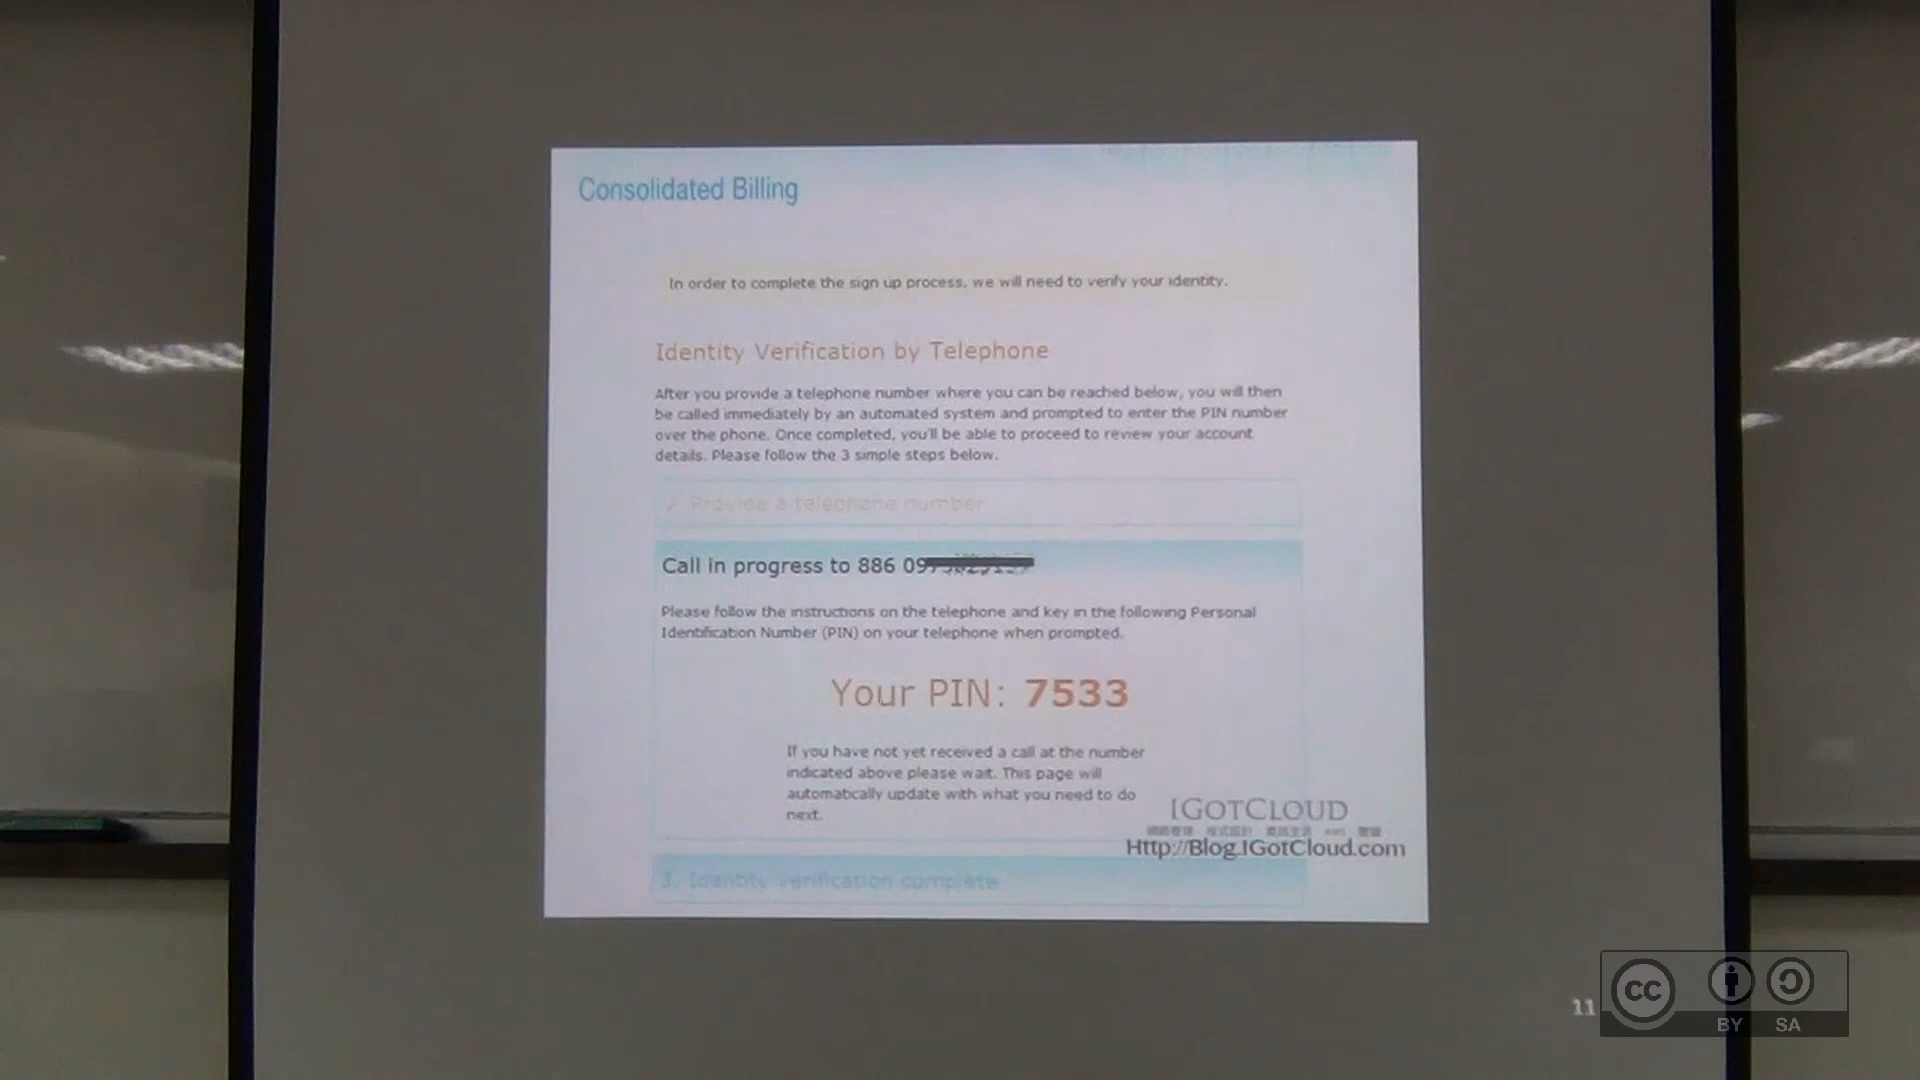 Consolidated Billing
In order to complete the sign up process, we will need to verify your identity.
Identity Verification by Telephone
After you provide a telephone number where you can be reached below, you will then
be called immediately by an automated system and prompted to enter the PIN number
over the phone. Once completed, you'll be able to proceed to review your account
details. Please follow the 3 simple steps below.
Provide a telephone number
Call in progress to 886 09
Please follow the instructions on the telephone and key in the following Personal
Identification Number (PIN) on your telephone when prompted.
Your PIN: 7533
If you have not yet received a call at the number
indicated above please wait. This page will
automatically update with what you need to do
next.
IGotCloud
Http://Blog.IGotCloud.com
3. Identity verification complete
11
cc
BY SA